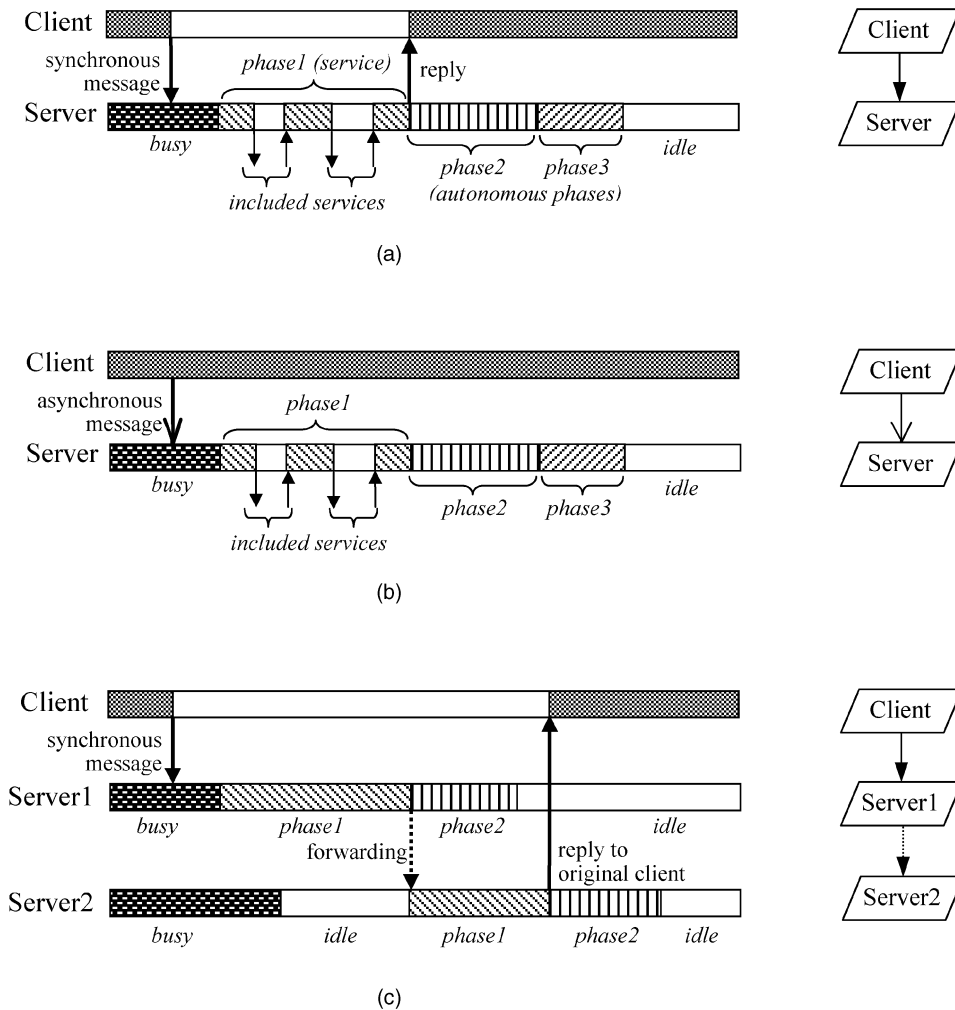 Client
synchronous
message
phase1 (service)
reply
Server
busy
included services
phase2
(autonomous phases)
phase3
idle
Client
Server
(a)
Client
asynchronous
message
phase1
Server
busy
included services
phase2
phase3
idle
Client
Server
(b)
Client
synchronous
message
Server1
busy
phase1
phase2
idle
forwarding
reply to
original client
Server2
busy
idle
phase1
phase2
idle
Client
Server1
Server2
(c)